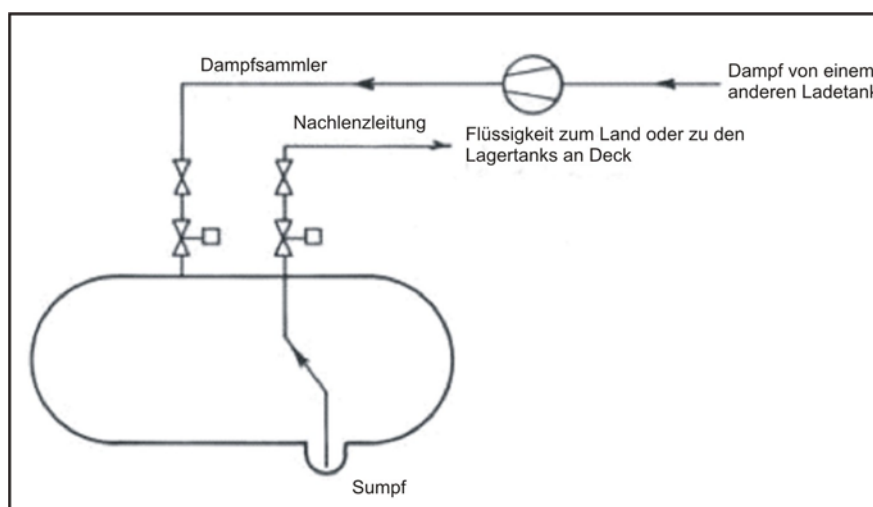 Dampfsammler
Dampf von einem
anderen Ladetank
Nachlenzleitung
Flüssigkeit zum Land oder zu den
Lagertanks an Deck
Sumpf